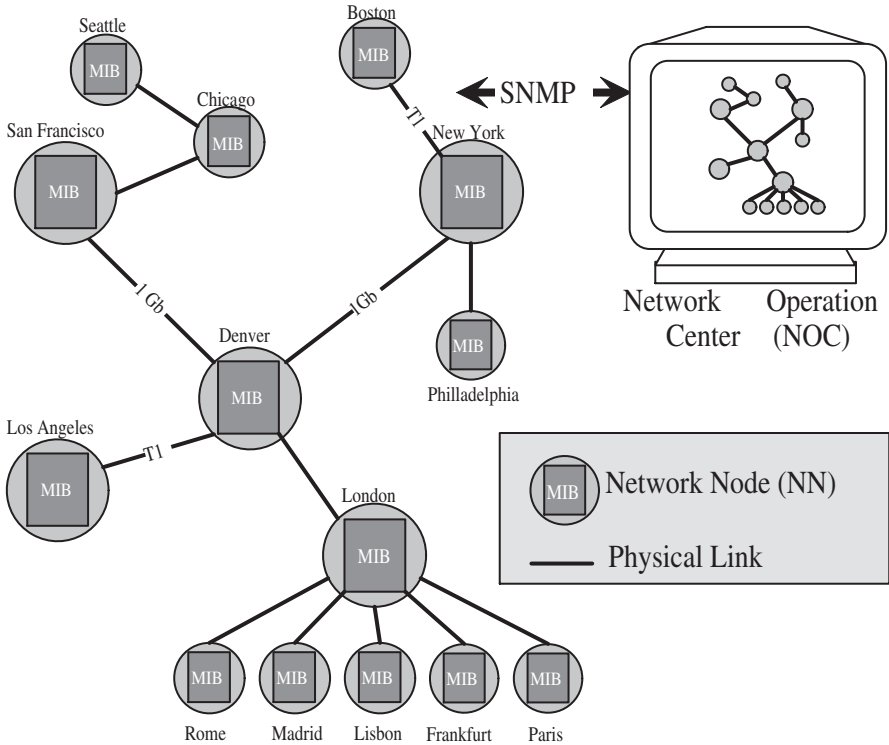 Seattle
MIB
Boston
MIB
Chicago
MIB
San Francisco
MIB
T1
New York
MIB
SNMP
1 Gb
1Gb
Denver
MIB
MIB
Philladelphia
Network Operation
Center (NOC)
Los Angeles
MIB
T1
London
MIB
MIB
Network Node (NN)
Physical Link
MIB
MIB
MIB
MIB
MIB
Rome
Madrid
Lisbon
Frankfurt
Paris